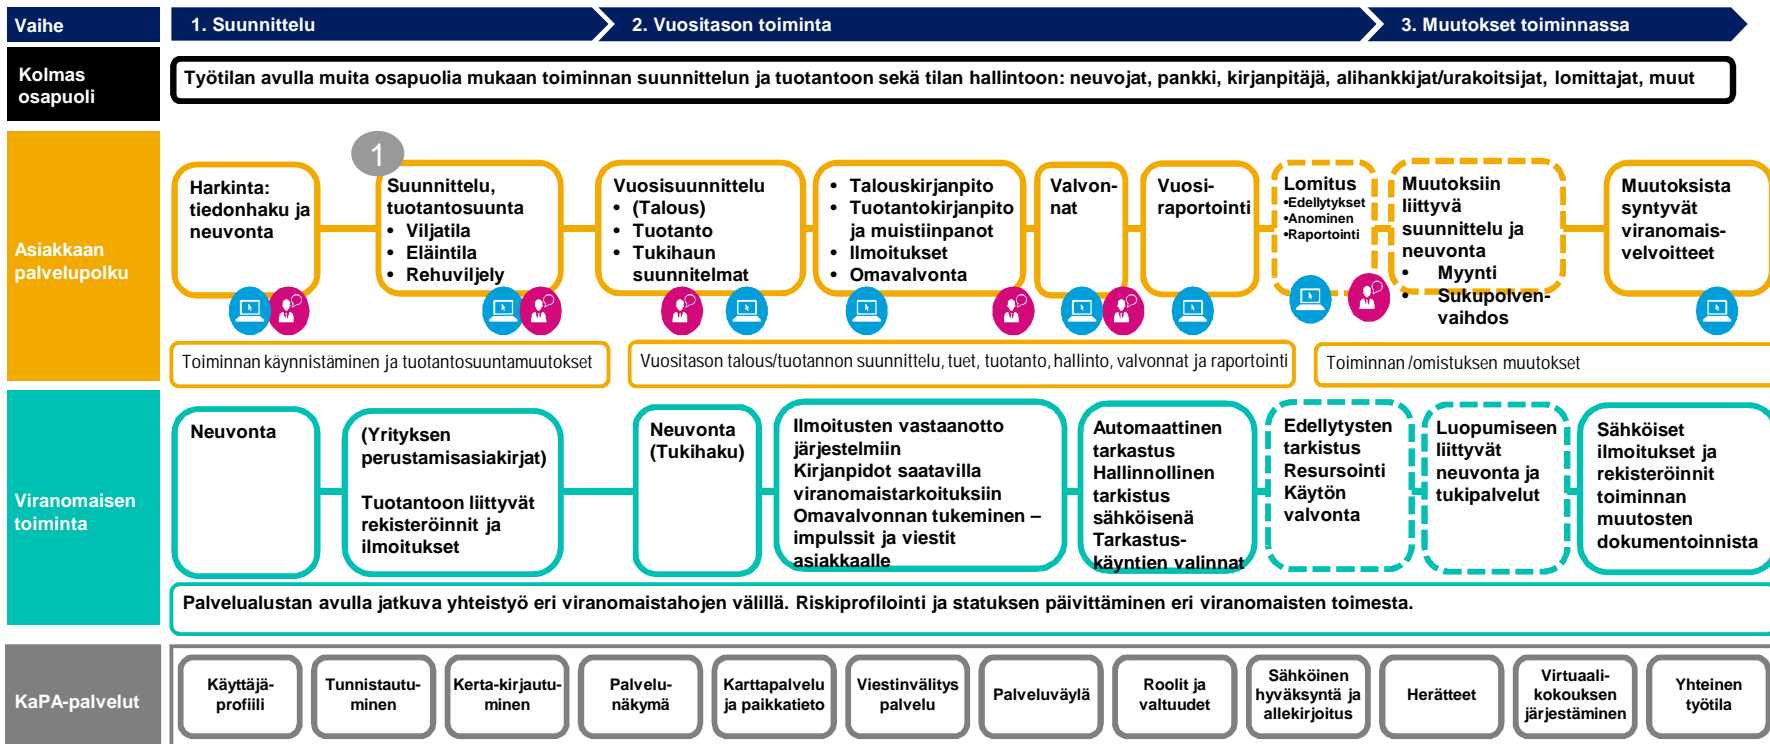 Vaihe
1. Suunnittelu
2. Vuositason toiminta
3. Muutokset toiminnassa
Kolmas
osapuoli
Työtilan avulla muita osapuolia mukaan toiminnan suunnittelun ja tuotantoon sekä tilan hallintoon: neuvojat, pankki, kirjanpitäjä, alihankkijat/urakoitsijat, lomittajat, muut
Asiakkaan
palvelupolku
Harkinta:
tiedonhaku ja
neuvonta
1
Suunnittelu,
tuotantosuunta
• Viljatila
• Eläintila
• Rehuviljely
Vuosisuunnittelu
• (Talous)
• Tuotanto
• Tukihaun
suunnitelmat
• Talouskirjanpito
• Tuotantokirjanpito
ja muistiinpanot
• Ilmoitukset
• Omavalvonta
Valvon-
nat
Vuosi-
raportointi
Lomitus
•Edellytykset
•Anominen
•Raportointi
Muutoksiin
liittyvä
suunnittelu ja
neuvonta
• Myynti
• Sukupolven-
vaihdos
Muutoksista
syntyvät
viranomais-
velvoitteet
Toiminnan käynnistäminen ja tuotantosuuntamuutokset
Vuositason talous/tuotannon suunnittelu, tuet, tuotanto, hallinto, valvonnat ja raportointi
Toiminnan /omistuksen muutokset
Viranomaisen
toiminta
Neuvonta
(Yrityksen
perustamisasiakirjat)
Tuotantoon liittyvät
rekisteröinnit ja
ilmoitukset
Neuvonta
(Tukihaku)
Ilmoitusten vastaanotto
järjestelmiin
Kirjanpidot saatavilla
viranomaistarkoituksiin
Omavalvonnan tukeminen –
impulssit ja viestit
asiakkaalle
Automaattinen
tarkastus
Hallinnollinen
tarkistus
sähköisenä
Tarkastus-
käyntien valinnat
Edellytysten
tarkistus
Resursointi
Käytön
valvonta
Luopumiseen
liittyvät
neuvonta ja
tukipalvelut
Sähköiset
ilmoitukset ja
rekisteröinnit
toiminnan
muutosten
dokumentoinnista
Palvelualustan avulla jatkuva yhteistyö eri viranomaistahojen välillä. Riskiprofilointi ja statuksen päivittäminen eri viranomaisten toimesta.
KaPA-palvelut
Käyttäjä-
profiili
Tunnistautu-
minen
Kerta-kirjautu-
minen
Palvelu-
näkymä
Karttapalvelu
ja paikkatieto
Viestinvälitys
palvelu
Palveluväylä
Roolit ja
valtuudet
Sähköinen
hyväksyntä ja
allekirjoitus
Herätteet
Virtuaali-
kokouksen
järjestäminen
Yhteinen
työtila